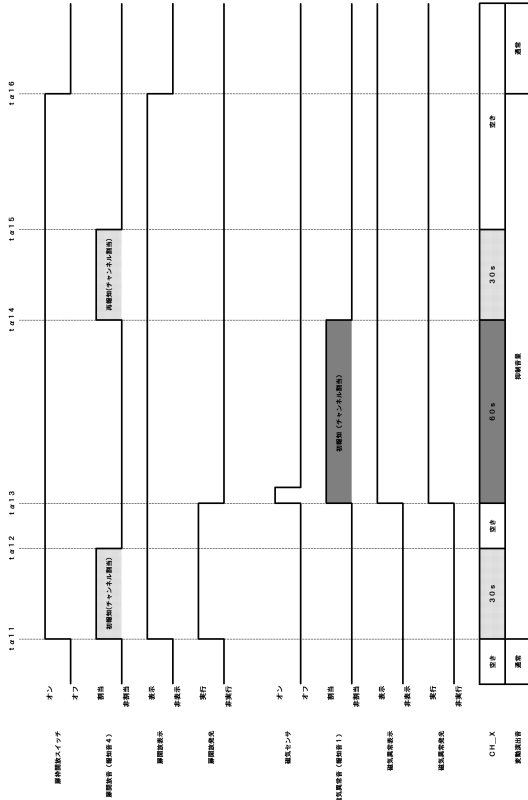 tα11 tα12 tα13 tα14 tα15 tα16
扉枠開放スイッチ
オン
オフ
扉開放音（報知音４）
割当
非割当
初報知(チャンネル割当)
再報知(チャンネル割当)
扉開放表示
表示
非表示
扉開放発光
実行
非実行
磁気センサ
オン
オフ
磁気異常音（報知音１）
割当
非割当
初報知（チャンネル割当）
磁気異常表示
表示
非表示
磁気異常発光
実行
非実行
CH＿X
空き ３０ｓ 空き ６０ｓ ３０ｓ 空き
変動演出音
通常 抑制音量 通常